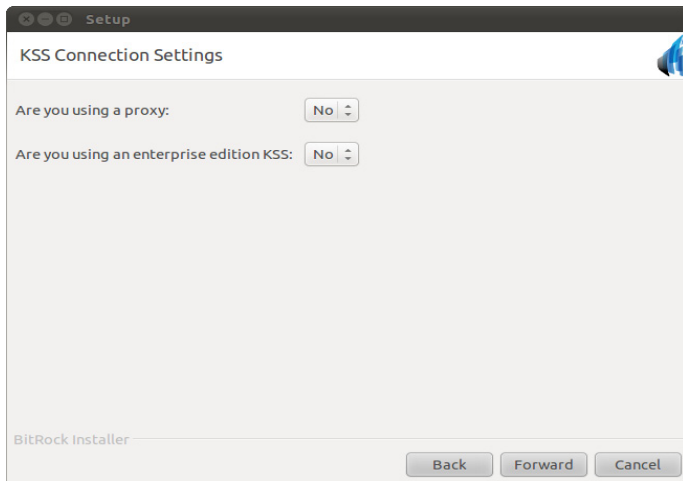 Setup
KSS Connection Settings
Are you using a proxy: No
Are you using an enterprise edition KSS: No
BitRock Installer
Back Forward Cancel